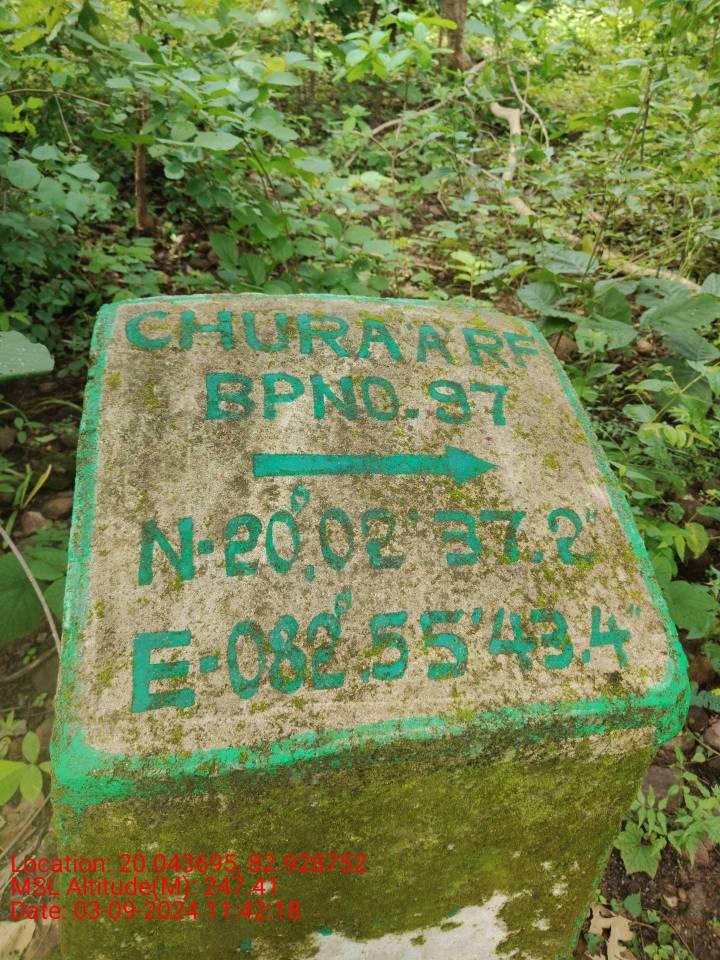 CHURA'A'RF
BPNO.97
N-20°,02'37.2"
E-082°.55'43.4"
Location: 20.043695, 82.928752
MSL Altitude(M): 247.41
Date: 03-09-2024 11:42:18